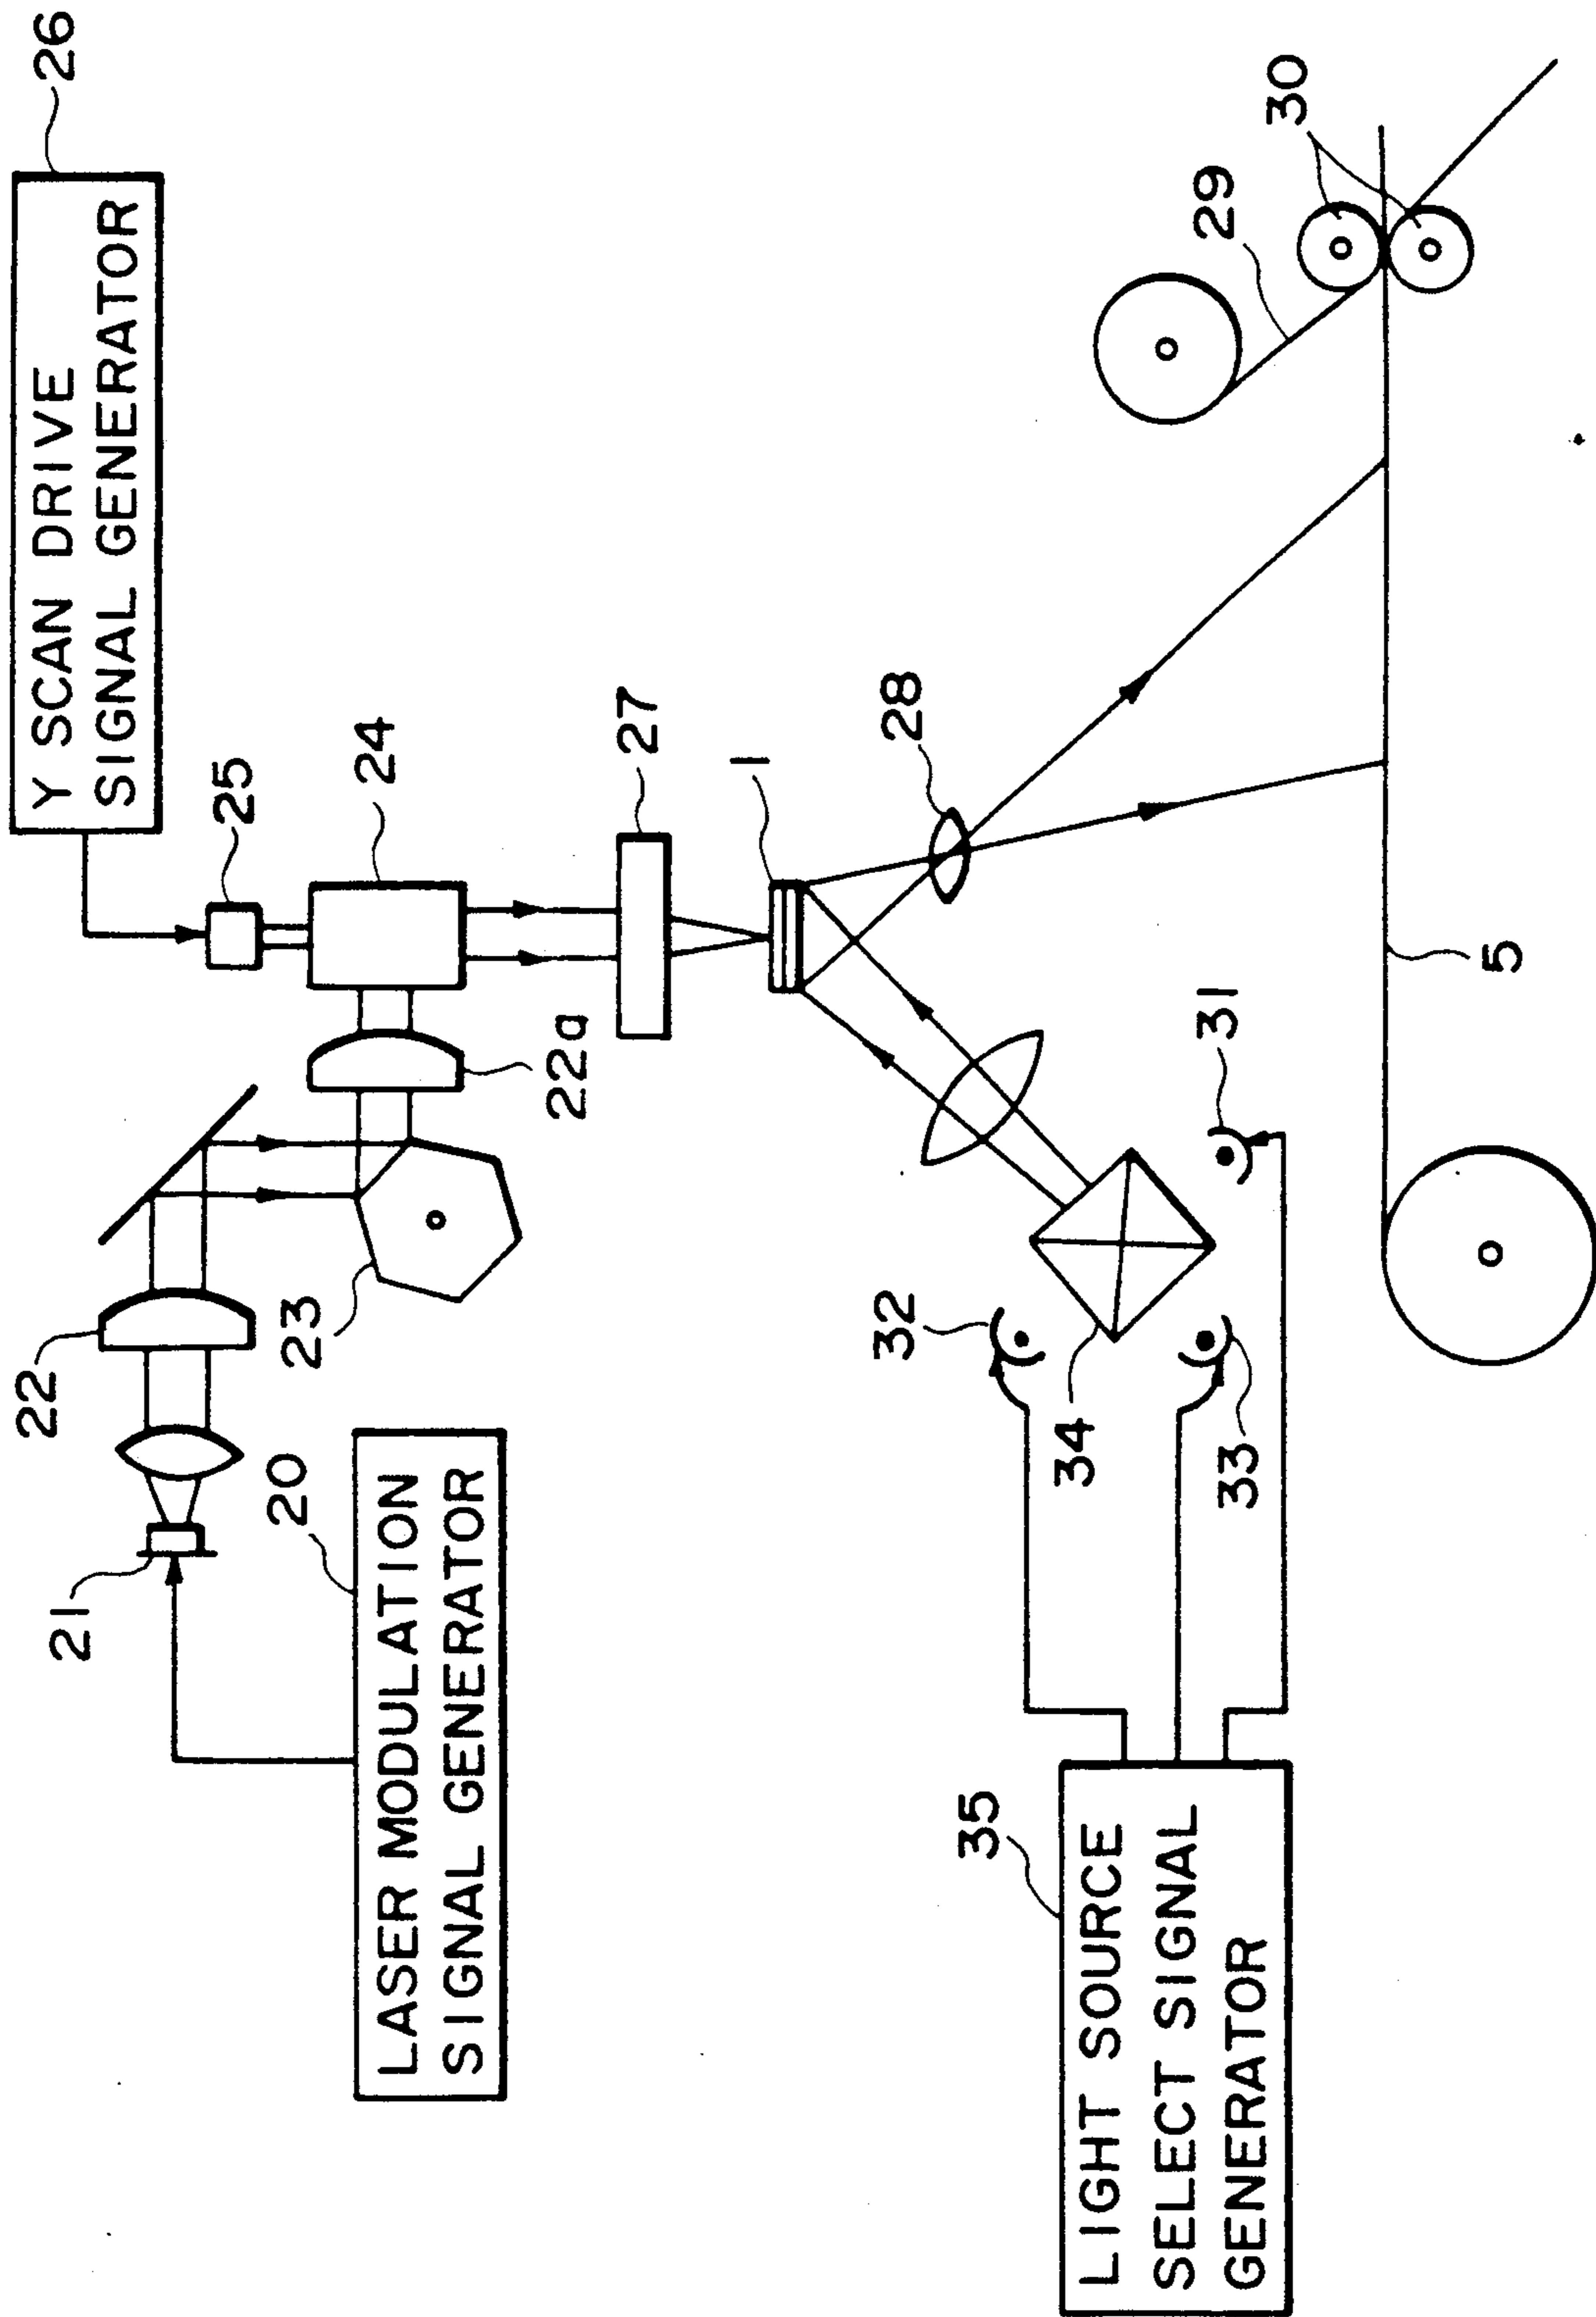 26
Y SCAN DRIVE
SIGNAL GENERATOR
25
24
22
22a
27
21
23
1
20
LASER MODULATION
SIGNAL GENERATOR
28
29
30
32
31
5
34
33
35
LIGHT SOURCE
SELECT SIGNAL
GENERATOR